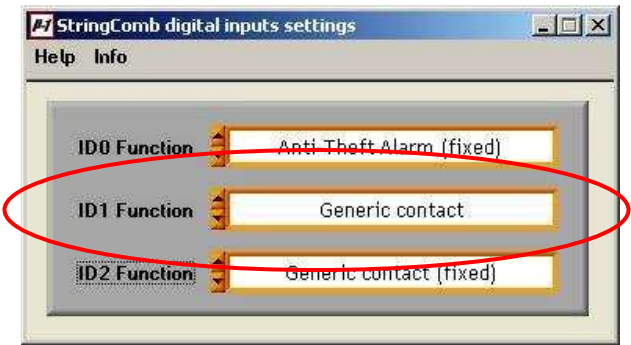 StringComb digital inputs settings
Help Info
ID0 Function Anti-Theft Alarm (fixed)
ID1 Function Generic contact
ID2 Function Generic contact (fixed)